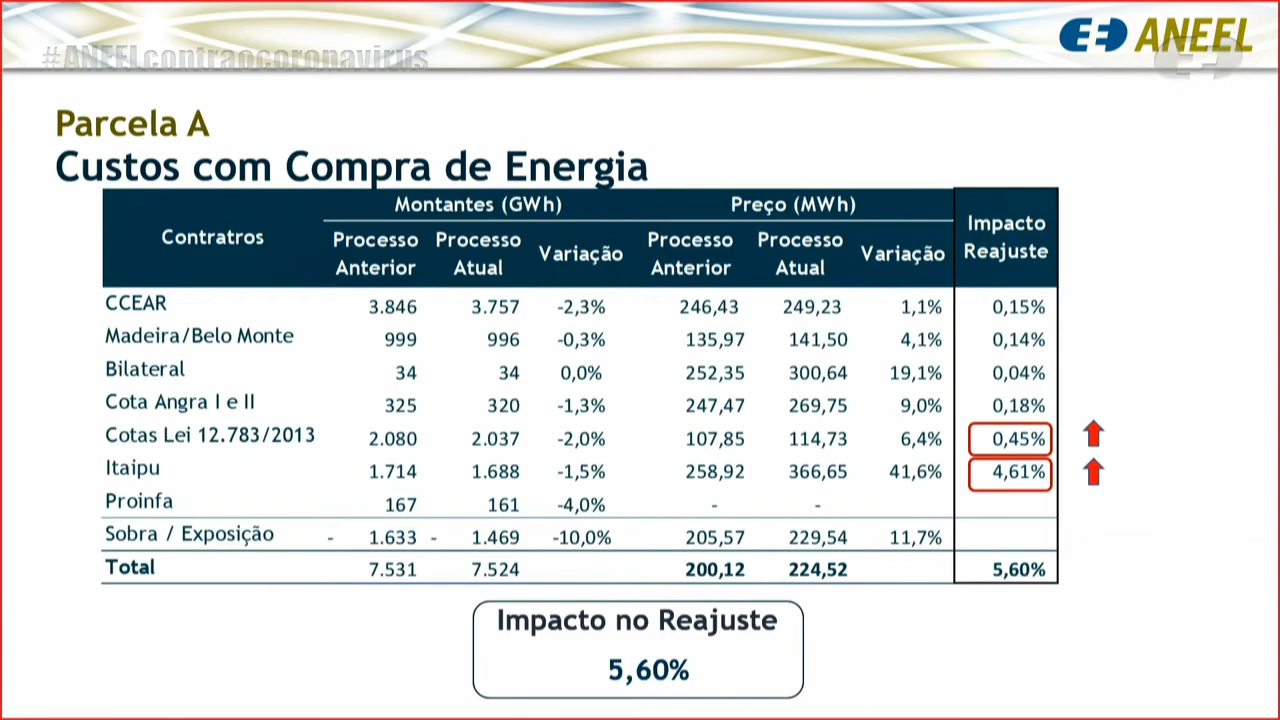 #ANEELcontraocoronavirus
ANEEL
Parcela A
Custos com Compra de Energia
Contratros Montantes (GWh) Preço (MWh) Impacto Reajuste
Processo Anterior Processo Atual Variação Processo Anterior Processo Atual Variação
CCEAR 3.846 3.757 -2,3% 246,43 249,23 1,1% 0,15%
Madeira/Belo Monte 999 996 -0,3% 135,97 141,50 4,1% 0,14%
Bilateral 34 34 0,0% 252,35 300,64 19,1% 0,04%
Cota Angra I e II 325 320 -1,3% 247,47 269,75 9,0% 0,18%
Cotas Lei 12.783/2013 2.080 2.037 -2,0% 107,85 114,73 6,4% 0,45%
Itaipu 1.714 1.688 -1,5% 258,92 366,65 41,6% 4,61%
Proinfa 167 161 -4,0% - -
Sobra / Exposição - 1.633 - 1.469 -10,0% 205,57 229,54 11,7%
Total 7.531 7.524 200,12 224,52 5,60%
Impacto no Reajuste
5,60%